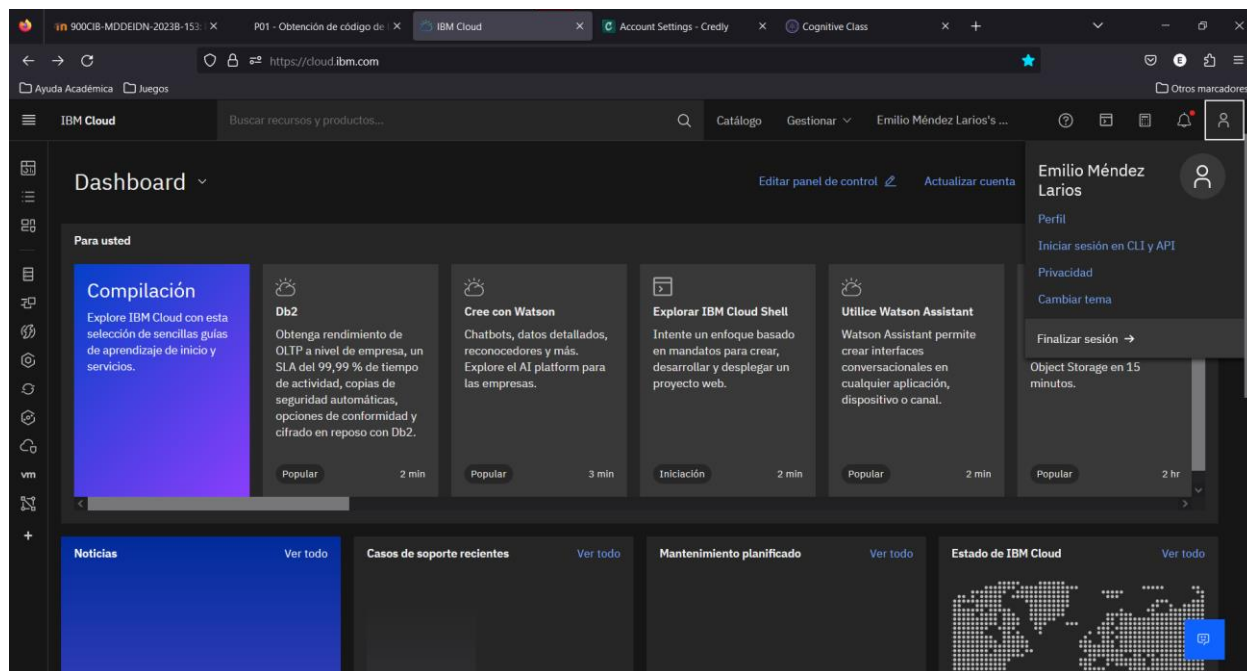 900CIB-MDDEIDN-2023B-153:
P01 - Obtención de código de
IBM Cloud
Account Settings - Credly
Cognitive Class
https://cloud.ibm.com
Ayuda Académica
Juegos
Otros marcadores
IBM Cloud
Buscar recursos y productos...
Catálogo
Gestionar
Emilio Méndez Larios's ...
Dashboard
Editar panel de control
Actualizar cuenta
Emilio Méndez
Larios
Perfil
Iniciar sesión en CLI y API
Privacidad
Cambiar tema
Finalizar sesión →
Para usted
Compilación
Explore IBM Cloud con esta
selección de sencillas guías
de aprendizaje de inicio y
servicios.
Db2
Obtenga rendimiento de
OLTP a nivel de empresa, un
SLA del 99,99 % de tiempo
de actividad, copias de
seguridad automáticas,
opciones de conformidad y
cifrado en reposo con Db2.
Popular
2 min
Cree con Watson
Chatbots, datos detallados,
reconocedores y más.
Explore el AI platform para
las empresas.
Popular
3 min
Explorar IBM Cloud Shell
Intente un enfoque basado
en mandatos para crear,
desarrollar y desplegar un
proyecto web.
Iniciación
2 min
Utilice Watson Assistant
Watson Assistant permite
crear interfaces
conversacionales en
cualquier aplicación,
dispositivo o canal.
Popular
2 min
Object Storage en 15
minutos.
Popular
2 hr
vm
Noticias
Ver todo
Casos de soporte recientes
Ver todo
Mantenimiento planificado
Ver todo
Estado de IBM Cloud
Ver todo